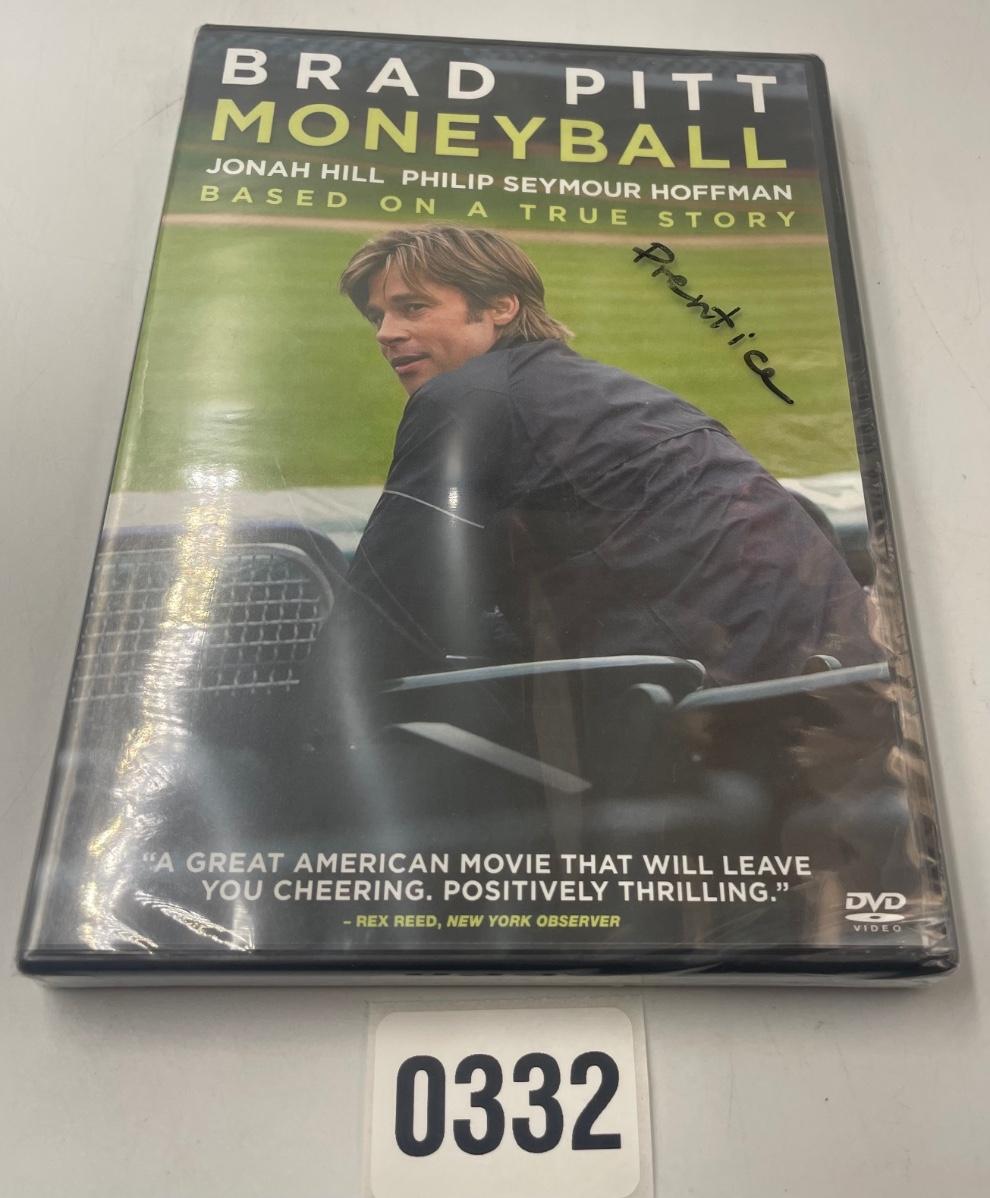 BRAD PITT
MONEYBALL
JONAH HILL PHILIP SEYMOUR HOFFMAN
BASED ON A TRUE STORY
Prentice
“A GREAT AMERICAN MOVIE THAT WILL LEAVE
YOU CHEERING. POSITIVELY THRILLING.”
– REX REED, NEW YORK OBSERVER
DVD
VIDEO
0332